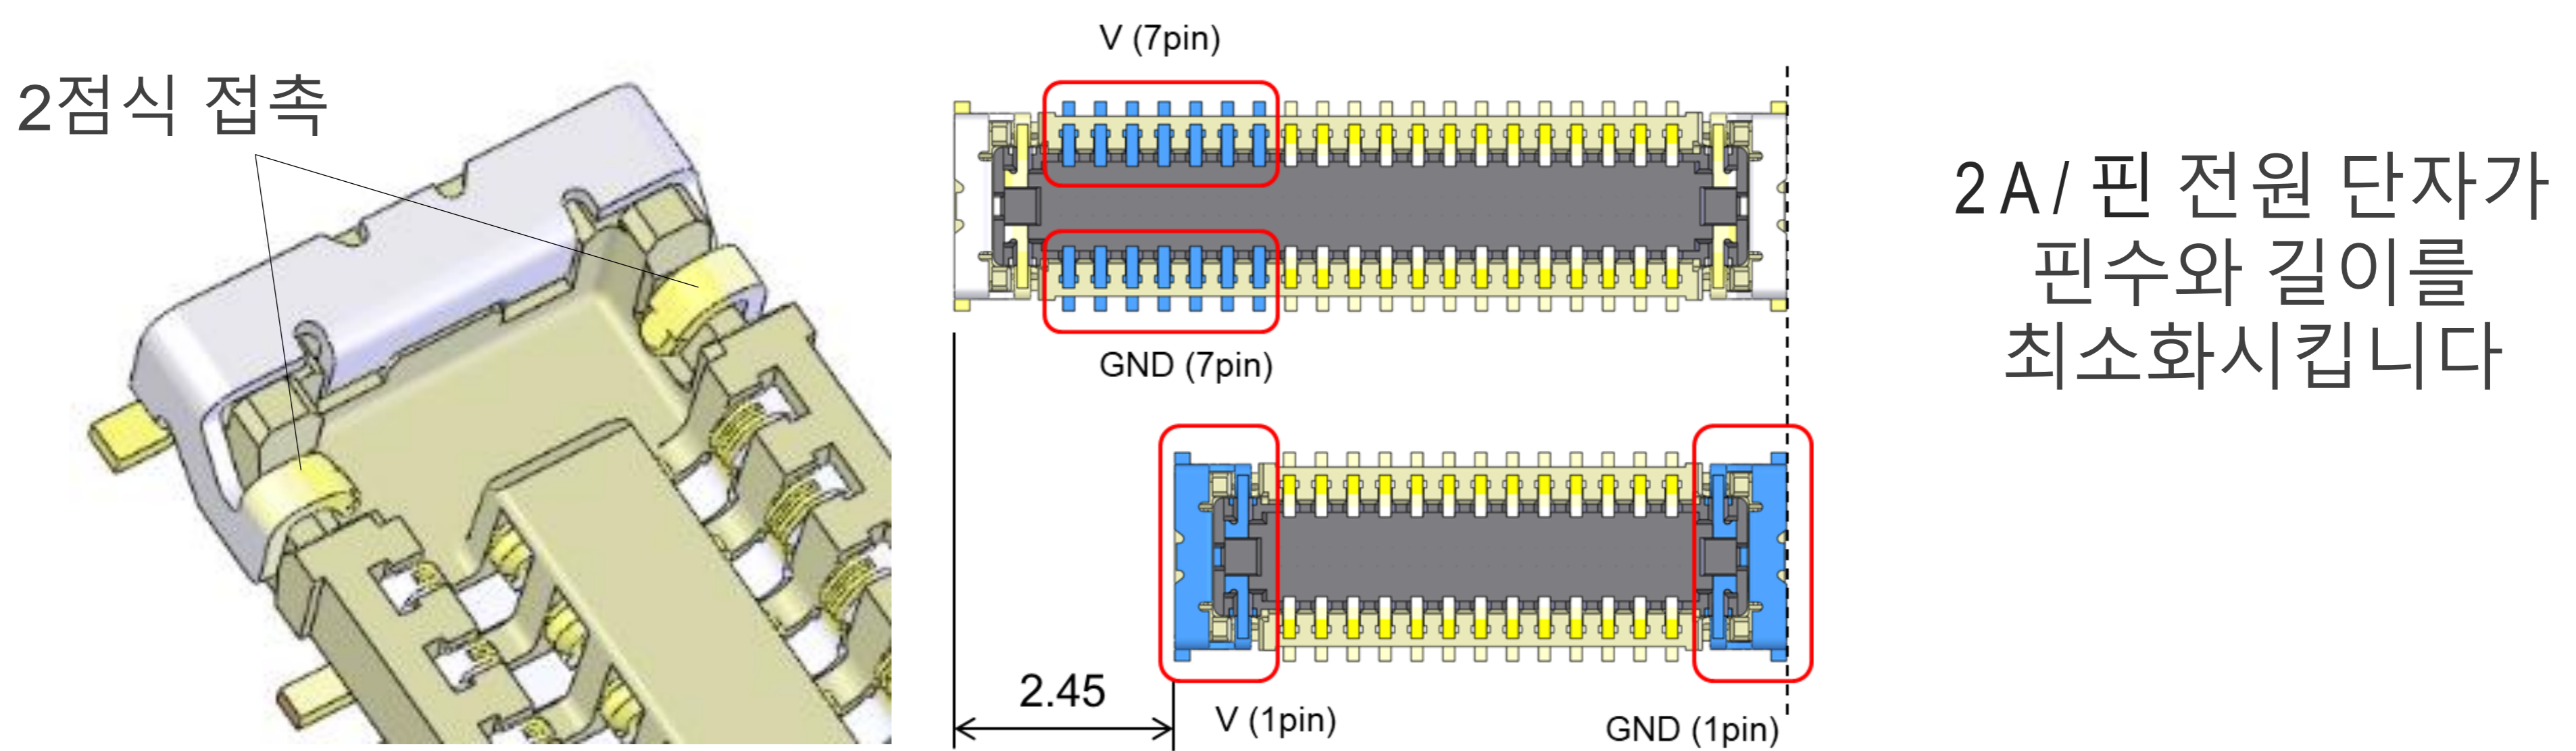 2점식 접촉
V (7pin)
GND (7pin)
2.45
V (1pin)
GND (1pin)
2 A / 핀 전원 단자가
핀수와 길이를
최소화시킵니다